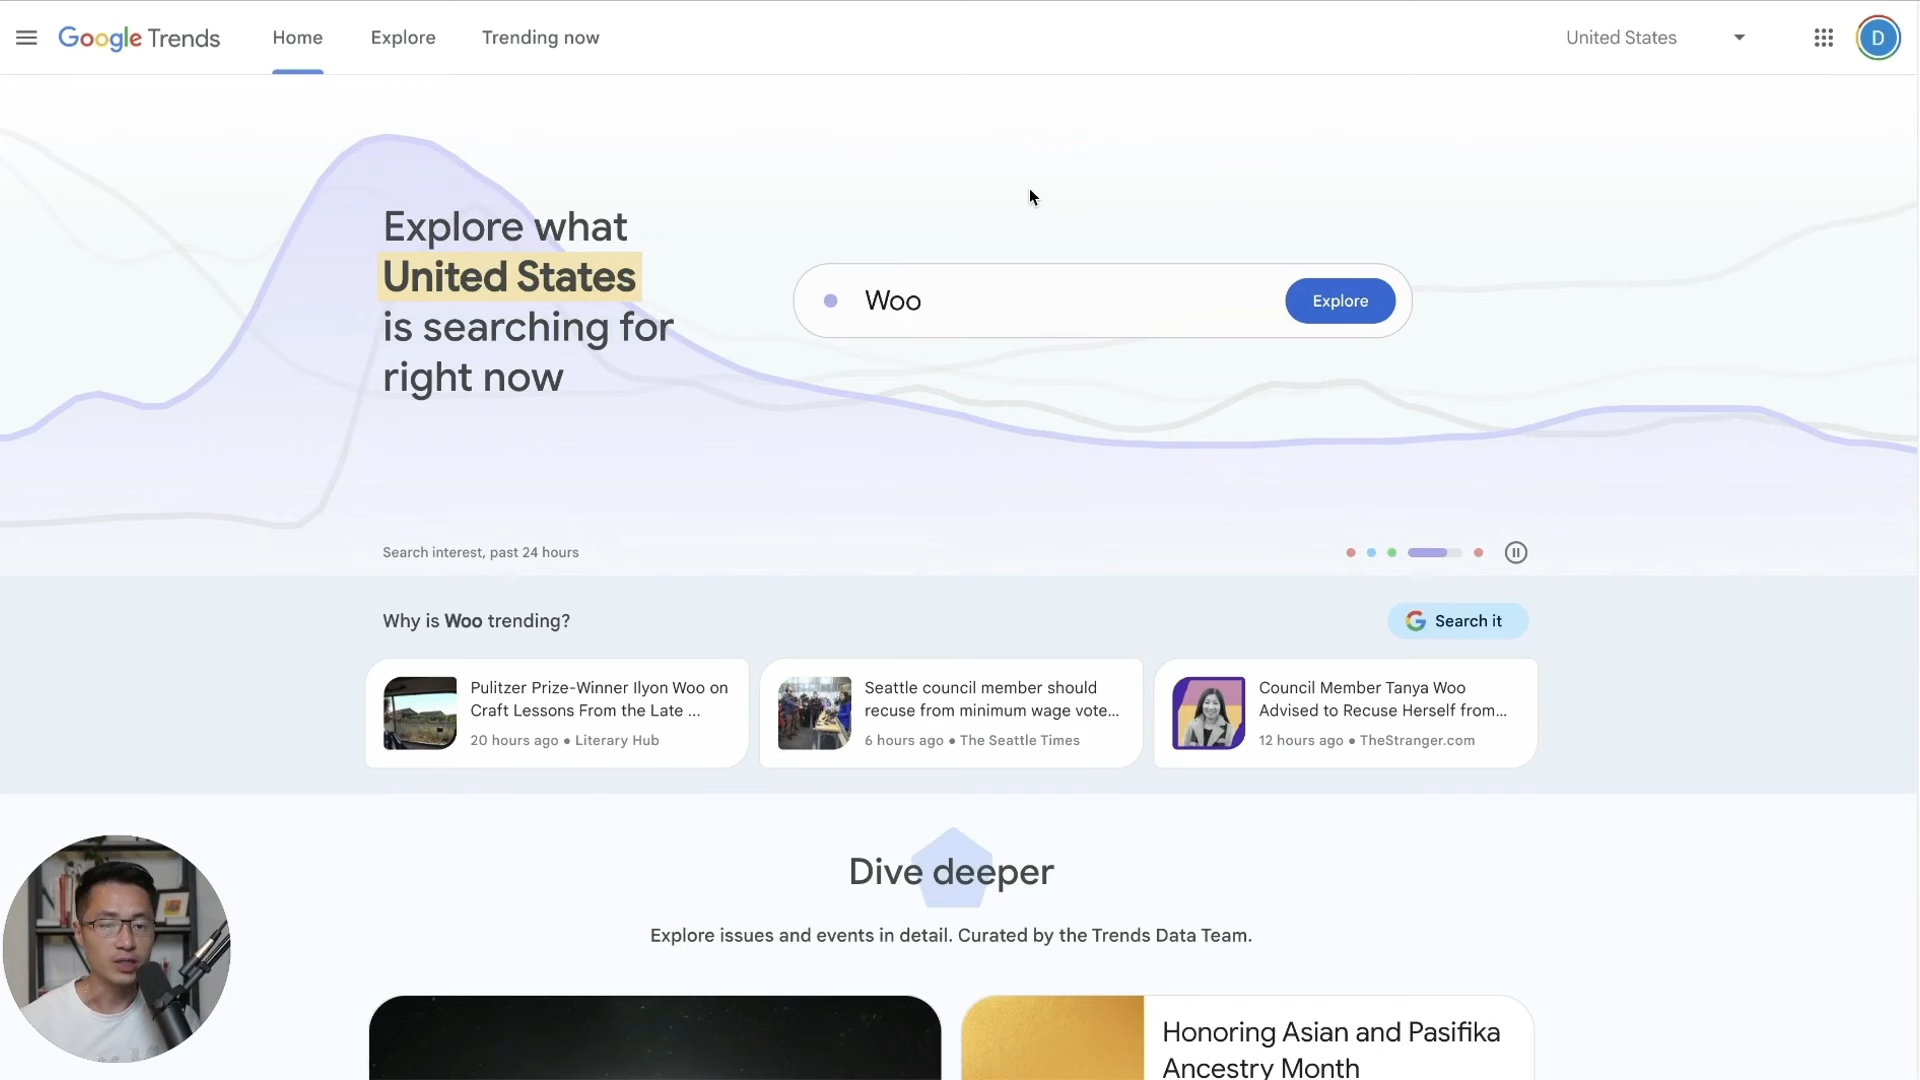 Google Trends
Home
Explore
Trending now
United States
D
Explore what
United States
is searching for
right now
Woo
Explore
Search interest, past 24 hours
Why is Woo trending?
Search it
Pulitzer Prize-Winner Ilyon Woo on
Craft Lessons From the Late ...
20 hours ago • Literary Hub
Seattle council member should
recuse from minimum wage vote...
6 hours ago • The Seattle Times
Council Member Tanya Woo
Advised to Recuse Herself from...
12 hours ago • TheStranger.com
Dive deeper
Explore issues and events in detail. Curated by the Trends Data Team.
Honoring Asian and Pasifika
Ancestry Month